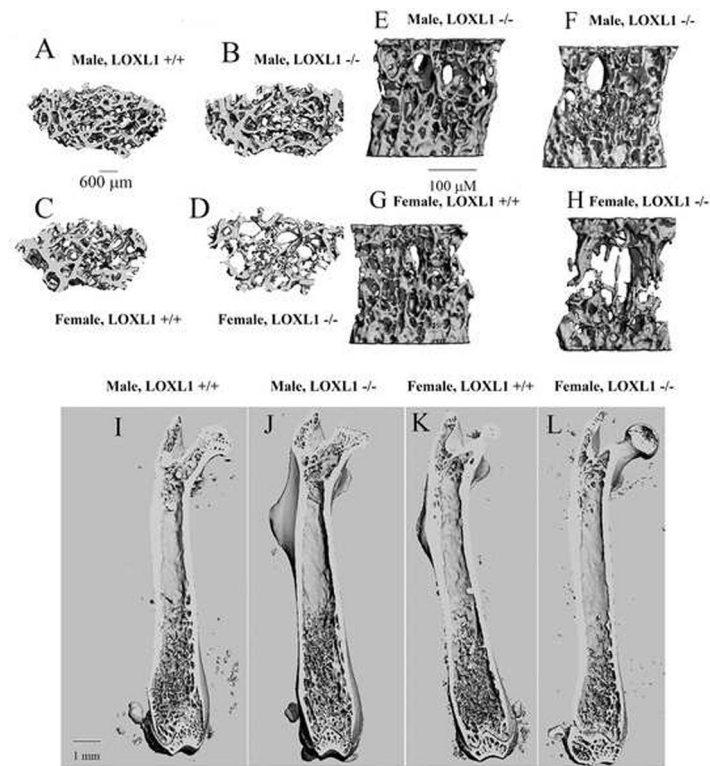 A
Male, LOXL1 +/+
B
Male, LOXL1 -/-
E
Male, LOXL1 -/-
F
Male, LOXL1 -/-
600 μm
100 μM
C
Female, LOXL1 +/+
D
Female, LOXL1 -/-
G Female, LOXL1 +/+
H Female, LOXL1 -/-
Male, LOXL1 +/+
Male, LOXL1 -/-
Female, LOXL1 +/+
Female, LOXL1 -/-
I
J
K
L
1 mm